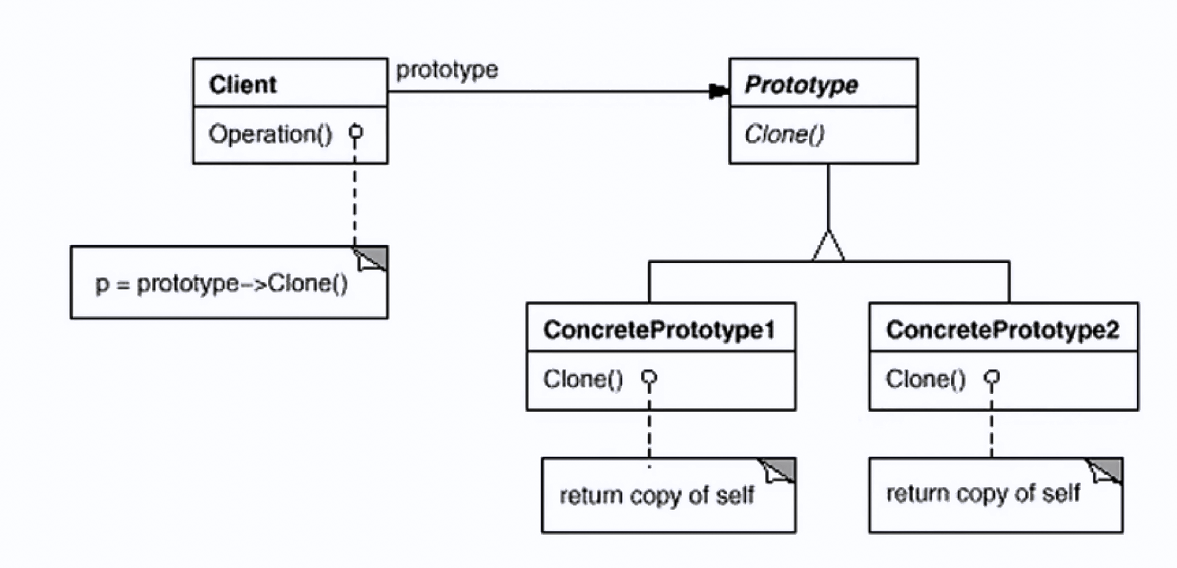 Client
Operation()
prototype
Prototype
Clone()
p = prototype->Clone()
ConcretePrototype1
Clone()
ConcretePrototype2
Clone()
return copy of self
return copy of self